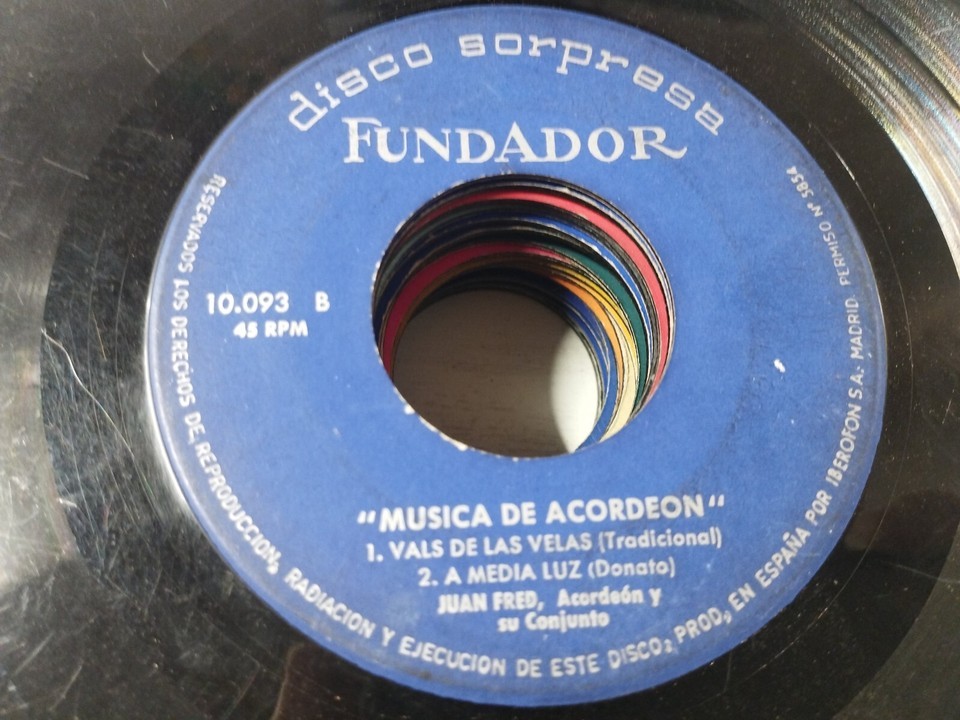 disco sorpresa
FUNDADOR
10.093 B
45 RPM
"MUSICA DE ACORDEON"
1. VALS DE LAS VELAS (Tradicional)
2. A MEDIA LUZ (Donato)
JUAN FRED, Acordeón y
su Conjunto
RESERVADOS LOS DERECHOS DE REPRODUCCION, RADIACION Y EJECUCION DE ESTE DISCO, PROD, EN ESPAÑA POR IBEROFON S.A. MADRID PERMISO Nº 5854